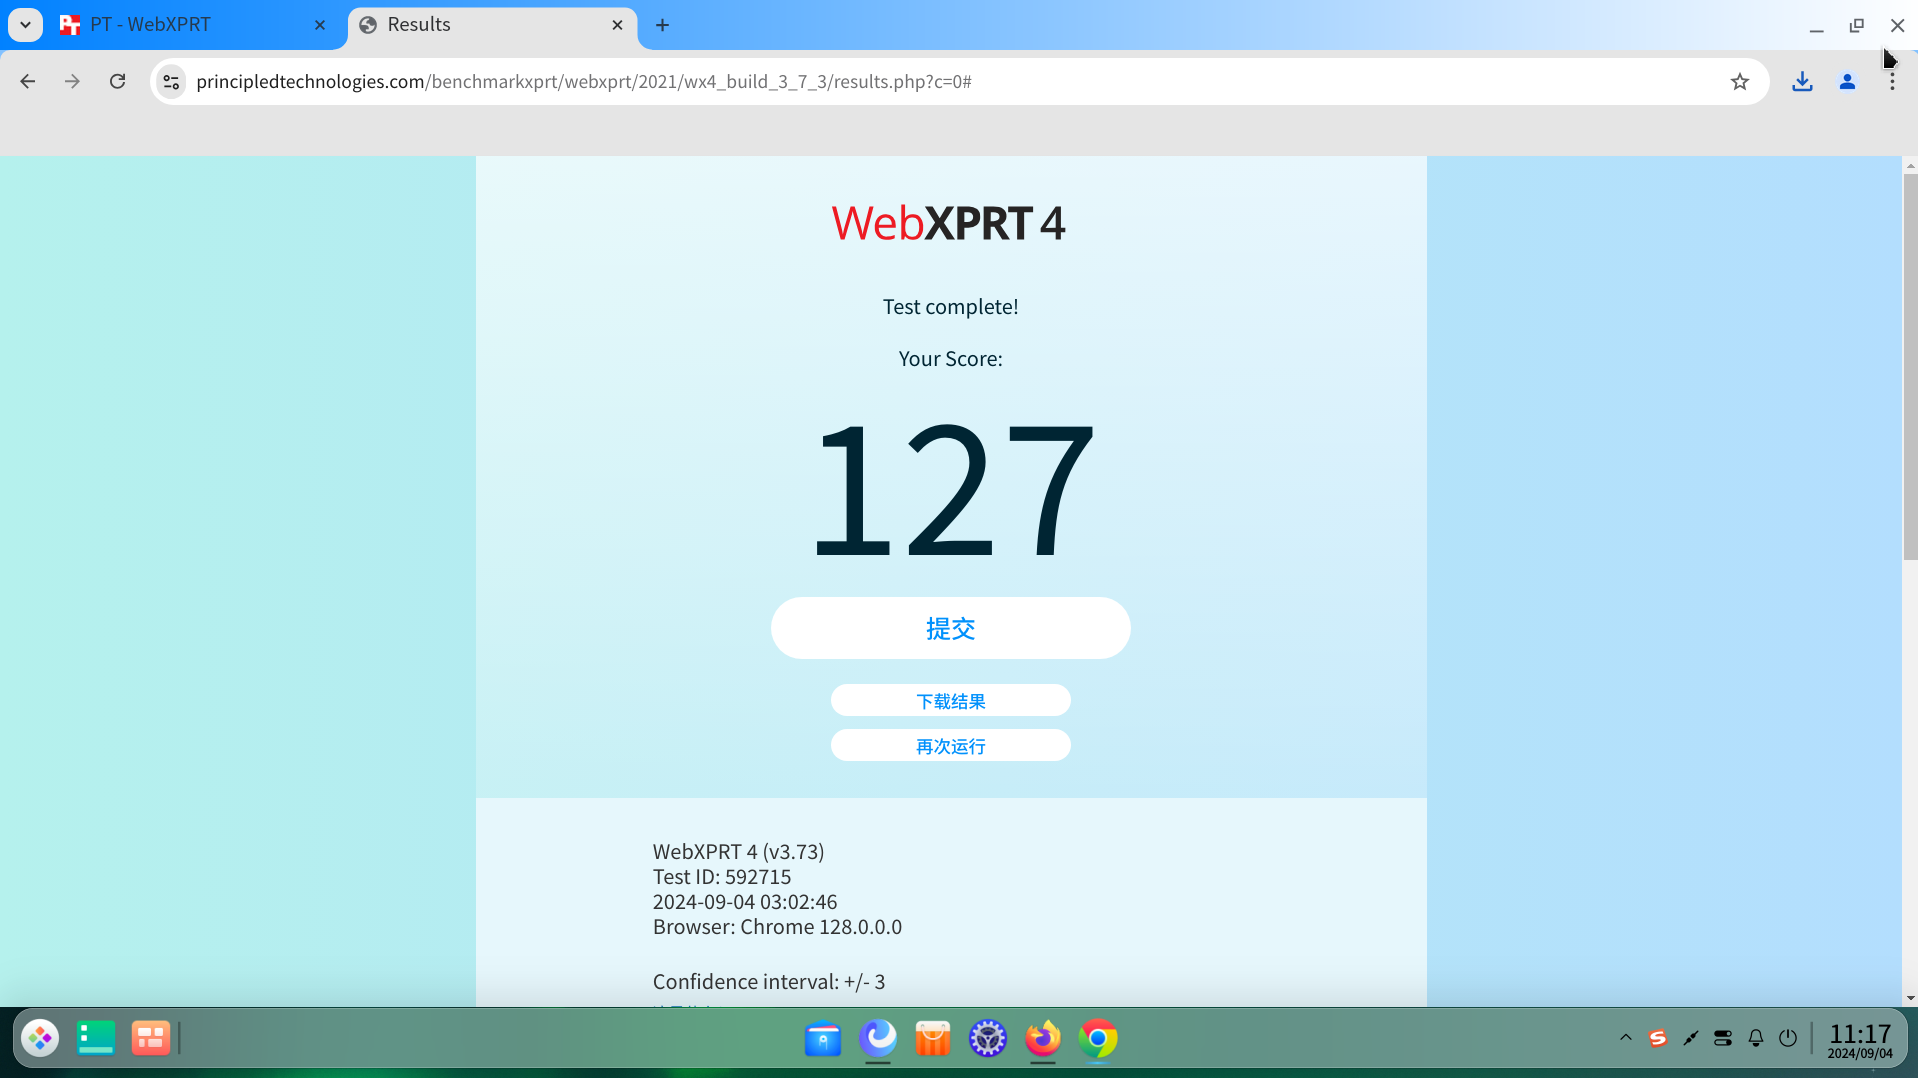 PT - WebXPRT
Results
principledtechnologies.com/benchmarkxprt/webxprt/2021/wx4_build_3_7_3/results.php?c=0#
WebXPRT 4
Test complete!
Your Score:
127
提交
下载结果
再次运行
WebXPRT 4 (v3.73)
Test ID: 592715
2024-09-04 03:02:46
Browser: Chrome 128.0.0.0
Confidence interval: +/- 3
11:17
2024/09/04